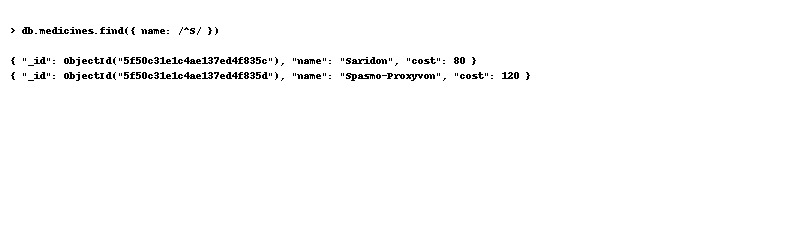 > db.medicines.find({ name: /^S/ })
{ "_id": ObjectId("5f50c31e1c4ae137ed4f835c"), "name": "Saridon", "cost": 80 }
{ "_id": ObjectId("5f50c31e1c4ae137ed4f835d"), "name": "Spasmo-Proxyvon", "cost": 120 }